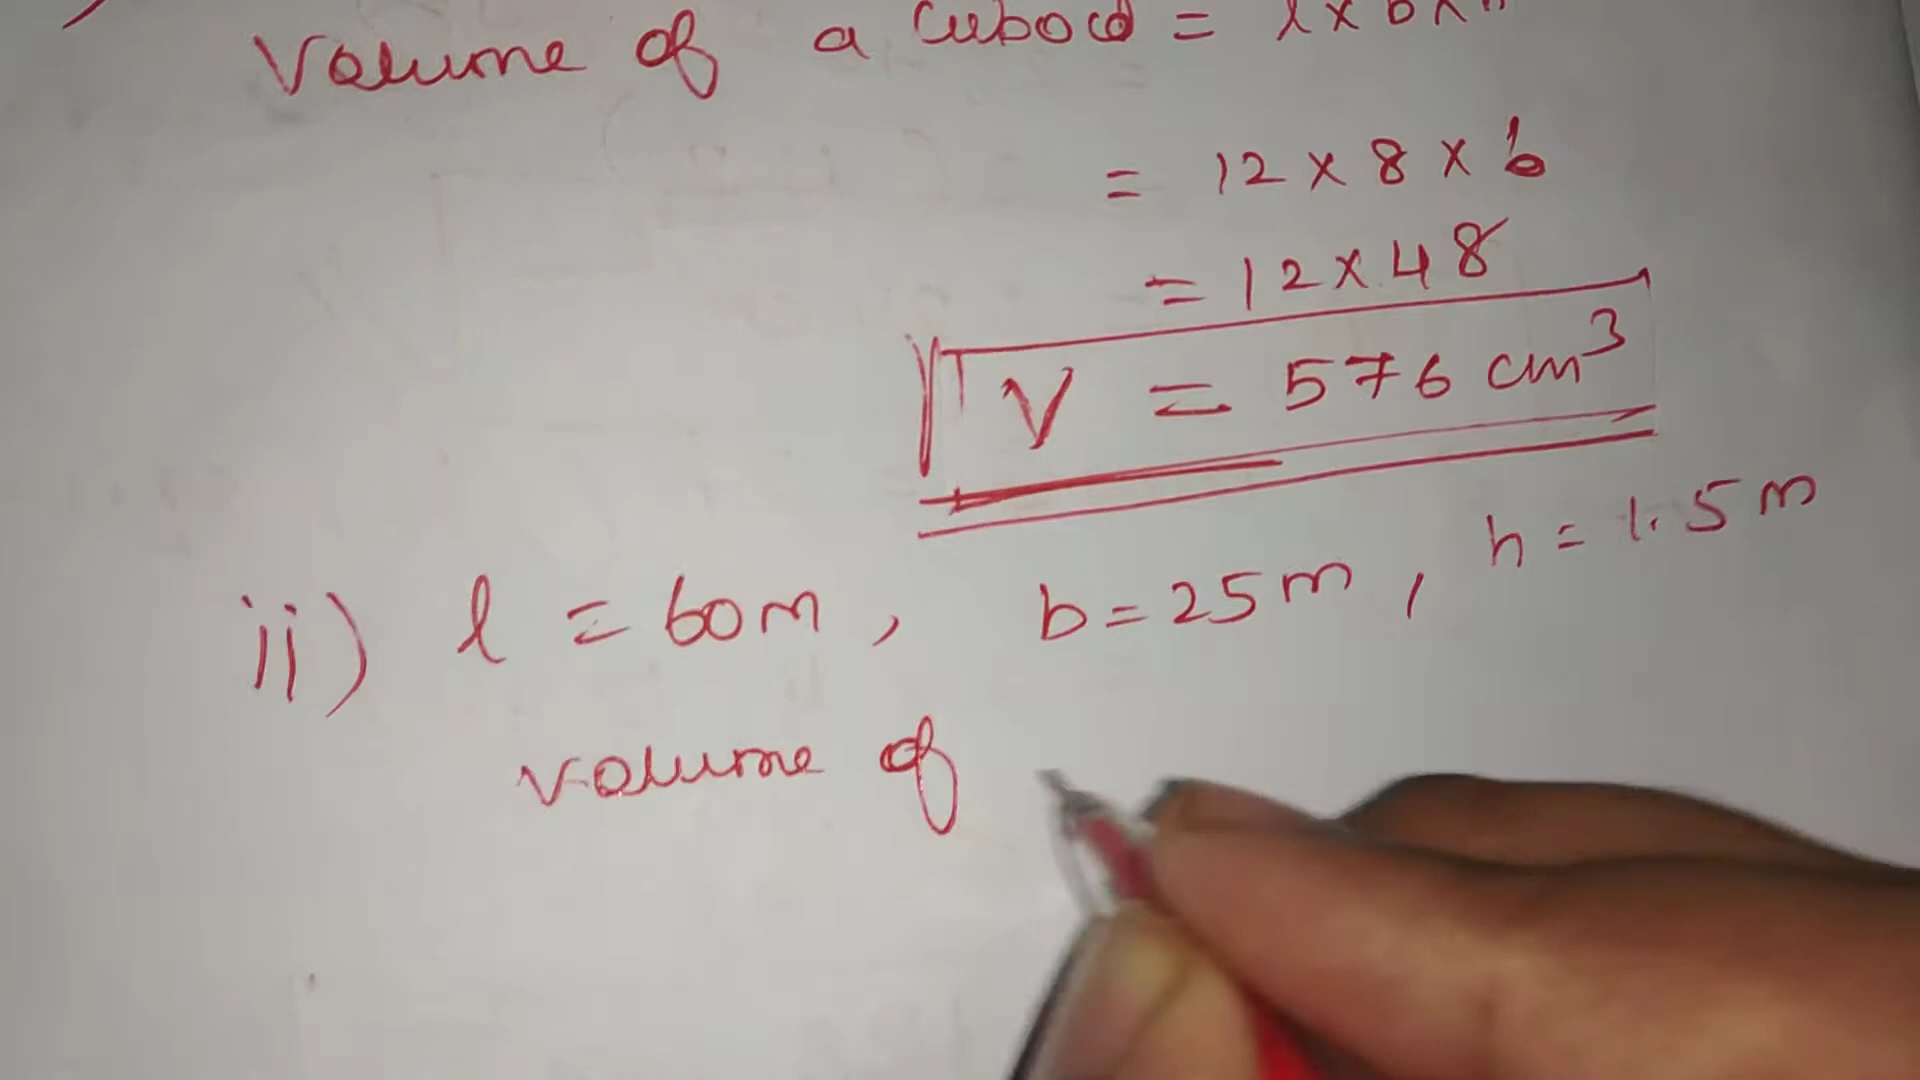 Volume of a Cuboid = l x b x h
= 12 x 8 x 6
= 12 x 48
V = 576 cm³
ii) l = 60m, b = 25m, h = 1.5m
volume of